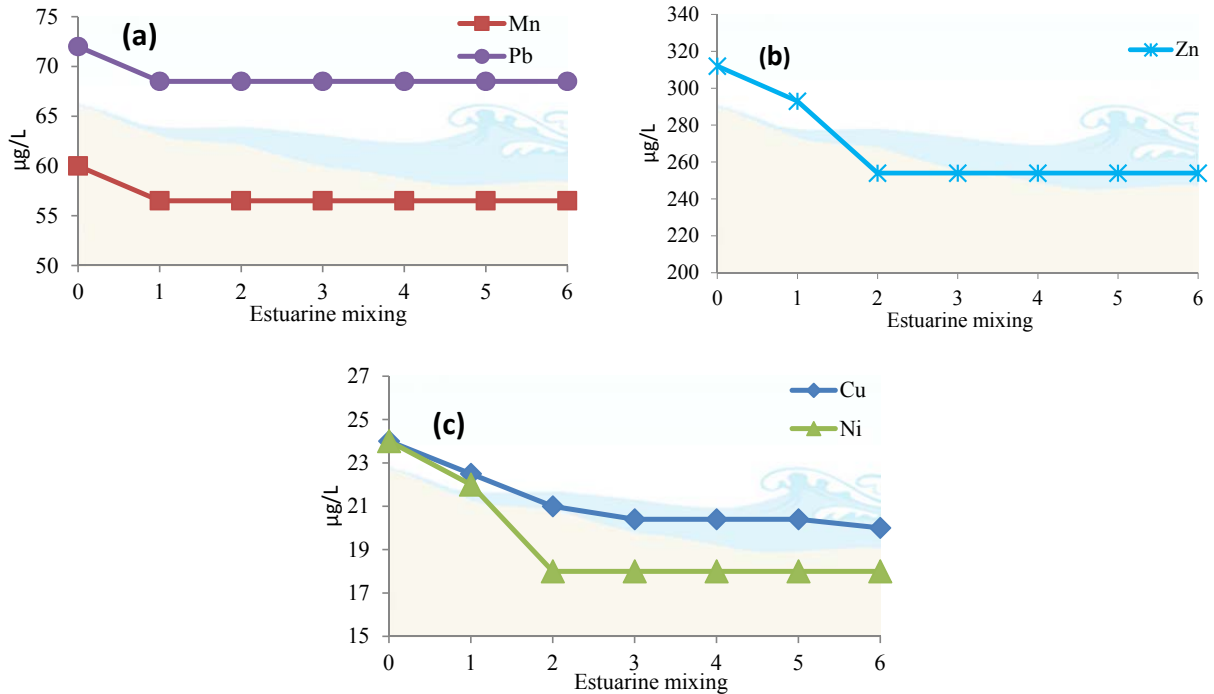 75
70
65
60
55
50
µg/L
(a)
Mn
Pb
0 1 2 3 4 5 6
Estuarine mixing
340
320
300
280
260
240
220
200
µg/L
(b)
Zn
0 1 2 3 4 5 6
Estuarine mixing
27
25
23
21
19
17
15
µg/L
(c)
Cu
Ni
0 1 2 3 4 5 6
Estuarine mixing